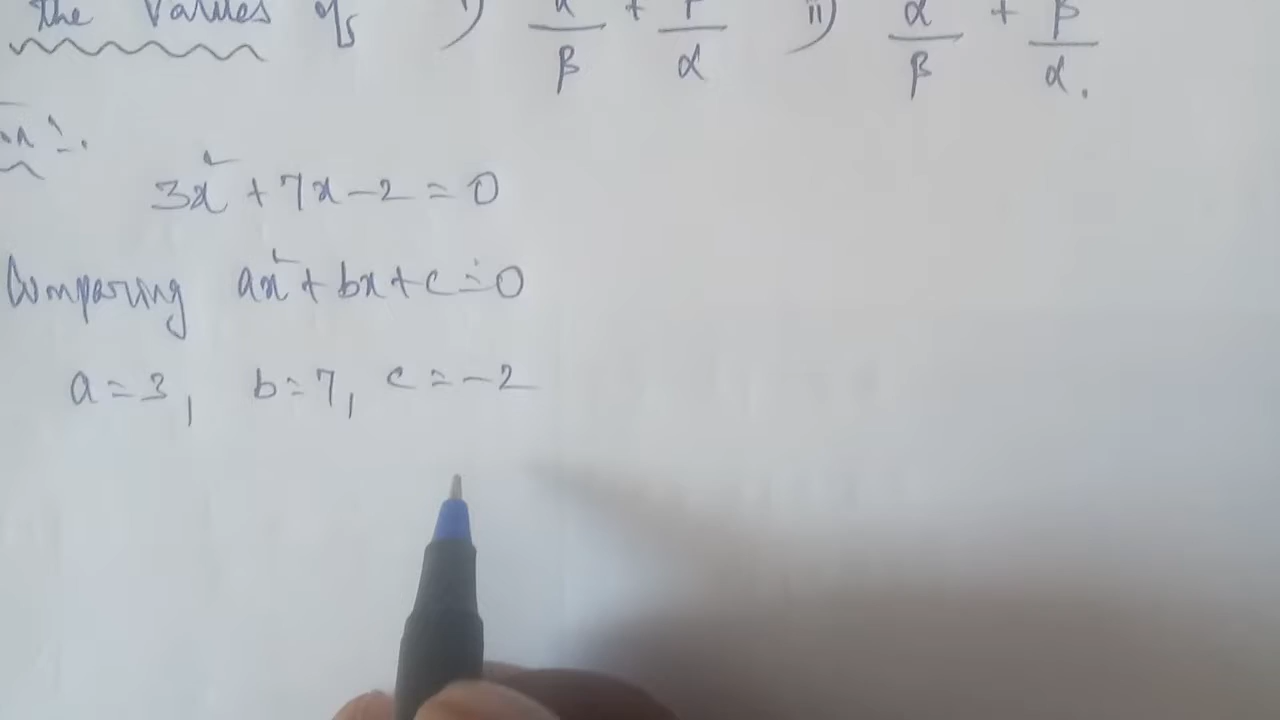 the values of i) α/β + β/α ii) α/β + β/α.
3x² + 7x - 2 = 0
Comparing ax² + bx + c = 0
a = 3, b = 7, c = -2